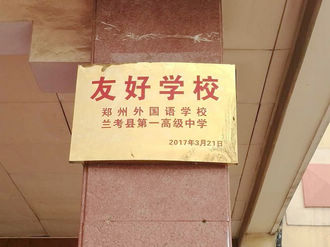 友好学校
郑州外国语学校
兰考县第一高级中学
2017年3月21日